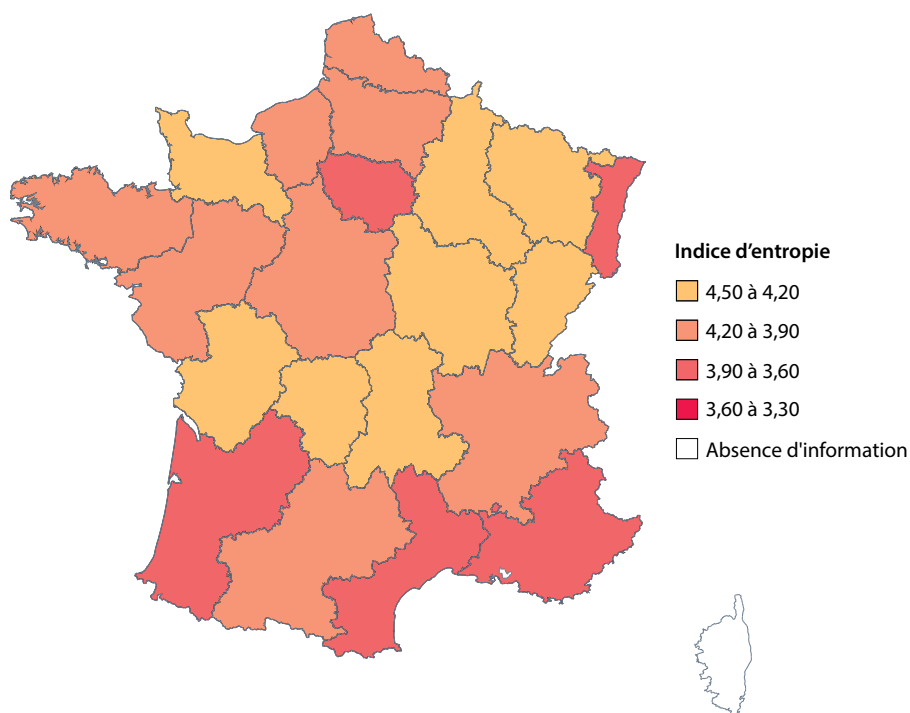 Indice d’entropie
4,50 à 4,20
4,20 à 3,90
3,90 à 3,60
3,60 à 3,30
Absence d'information